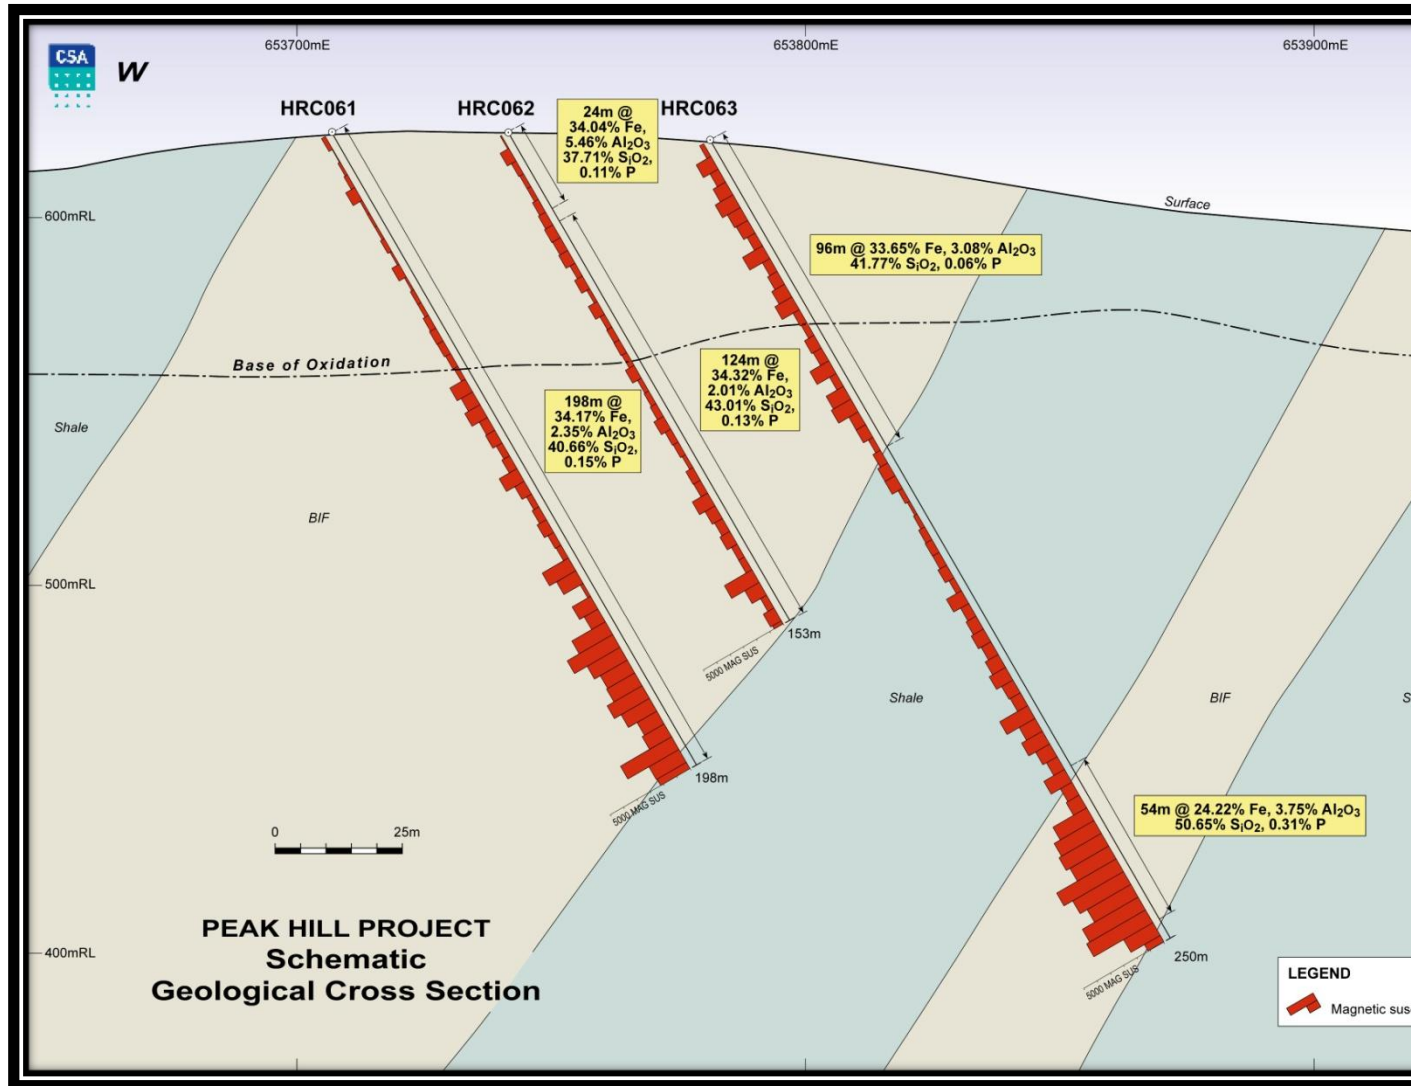 653700mE
653800mE
653900mE
CSA
W
HRC061
HRC062
HRC063
24m @
34.04% Fe,
5.46% Al₂O₃
37.71% SiO₂,
0.11% P
600mRL
Surface
96m @ 33.65% Fe, 3.08% Al₂O₃
41.77% SiO₂, 0.06% P
Base of Oxidation
124m @
34.32% Fe,
2.01% Al₂O₃
43.01% SiO₂,
0.13% P
198m @
34.17% Fe,
2.35% Al₂O₃
40.66% SiO₂,
0.15% P
Shale
BIF
500mRL
153m
5000 MAG SUS
Shale
BIF
S
198m
5000 MAG SUS
54m @ 24.22% Fe, 3.75% Al₂O₃
50.65% SiO₂, 0.31% P
0 25m
PEAK HILL PROJECT
Schematic
Geological Cross Section
400mRL
250m
5000 MAG SUS
LEGEND
Magnetic susc